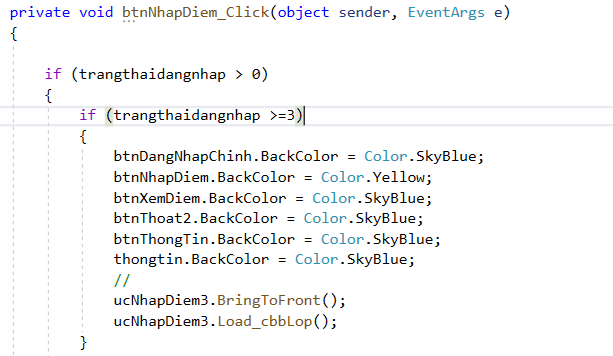 private void btnNhapDiem_Click(object sender, EventArgs e)
{
if (trangthaidangnhap > 0)
{
if (trangthaidangnhap >=3)
{
btnDangNhapChinh.BackColor = Color.SkyBlue;
btnNhapDiem.BackColor = Color.Yellow;
btnXemDiem.BackColor = Color.SkyBlue;
btnThoat2.BackColor = Color.SkyBlue;
btnThongTin.BackColor = Color.SkyBlue;
thongtin.BackColor = Color.SkyBlue;
//
ucNhapDiem3.BringToFront();
ucNhapDiem3.Load_cbbLop();
}